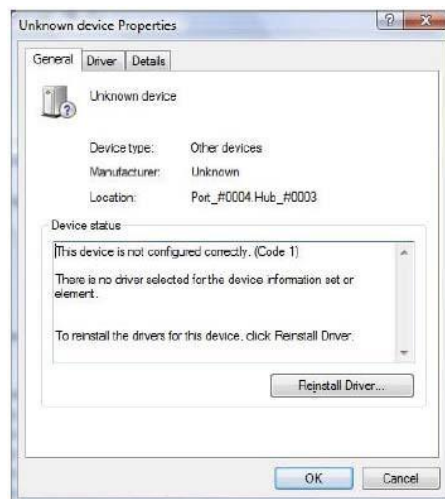 Unknown device Properties
General Driver Details
Unknown device
Device type: Other devices
Manufacturer: Unknown
Location: Port_#0004.Hub_#0003
Device status
This device is not configured correctly. (Code 1)
There is no driver selected for the device information set or
element.
To reinstall the drivers for this device, click Reinstall Driver.
Reinstall Driver...
OK Cancel